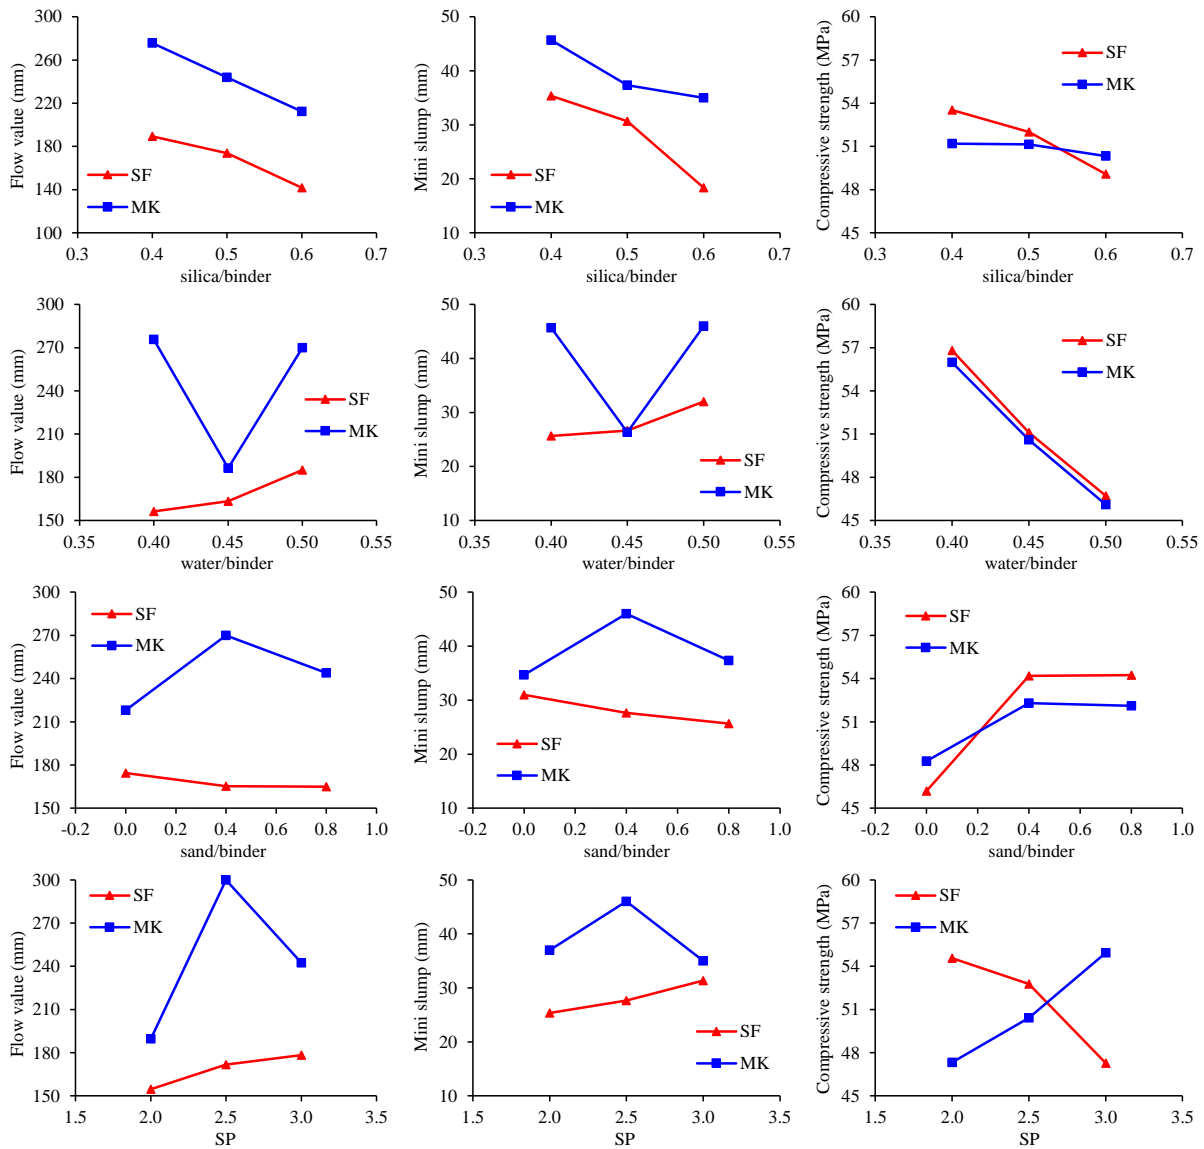 Flow value (mm)
300
260
220
180
140
100
0.3
0.4
0.5
0.6
0.7
silica/binder
SF
MK
Mini slump (mm)
50
40
30
20
10
0.3
0.4
0.5
0.6
0.7
silica/binder
SF
MK
Compressive strength (MPa)
60
57
54
51
48
45
0.3
0.4
0.5
0.6
0.7
silica/binder
SF
MK
Flow value (mm)
300
270
240
210
180
150
0.35
0.40
0.45
0.50
0.55
water/binder
SF
MK
Mini slump (mm)
50
40
30
20
10
0.35
0.40
0.45
0.50
0.55
water/binder
SF
MK
Compressive strength (MPa)
60
57
54
51
48
45
0.35
0.40
0.45
0.50
0.55
water/binder
SF
MK
Flow value (mm)
300
270
240
210
180
150
-0.2
0.0
0.2
0.4
0.6
0.8
1.0
sand/binder
SF
MK
Mini slump (mm)
50
40
30
20
10
-0.2
0.0
0.2
0.4
0.6
0.8
1.0
sand/binder
SF
MK
Compressive strength (MPa)
60
57
54
51
48
45
-0.2
0.0
0.2
0.4
0.6
0.8
1.0
sand/binder
SF
MK
Flow value (mm)
300
270
240
210
180
150
1.5
2.0
2.5
3.0
3.5
SP
SF
MK
Mini slump (mm)
50
40
30
20
10
1.5
2.0
2.5
3.0
3.5
SP
SF
MK
Compressive strength (MPa)
60
57
54
51
48
45
1.5
2.0
2.5
3.0
3.5
SP
SF
MK